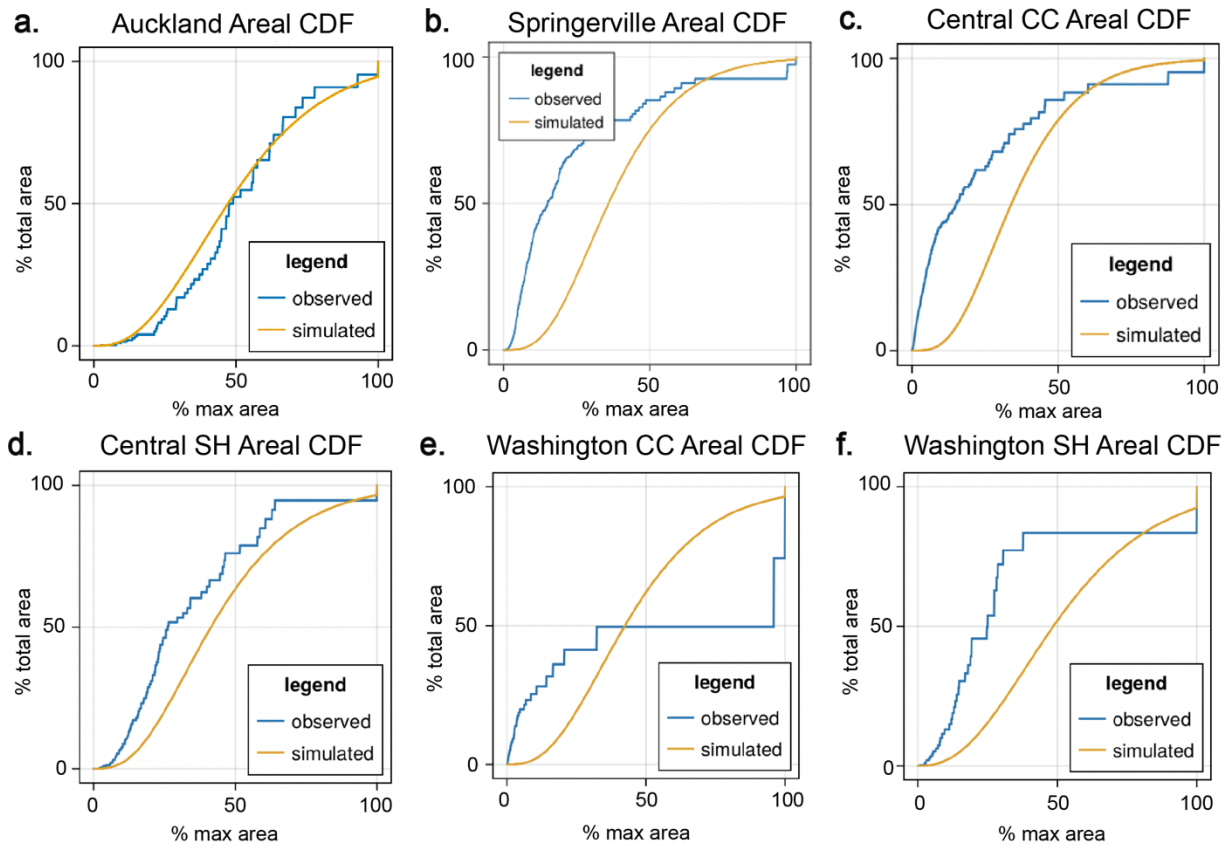 a.
Auckland Areal CDF
100
50
0
% total area
legend
observed
simulated
0
50
100
% max area
b.
Springerville Areal CDF
100
50
0
% total area
legend
observed
simulated
0
50
100
% max area
c.
Central CC Areal CDF
100
50
0
% total area
legend
observed
simulated
0
50
100
% max area
d.
Central SH Areal CDF
100
50
0
% total area
legend
observed
simulated
0
50
100
% max area
e.
Washington CC Areal CDF
100
50
0
% total area
legend
observed
simulated
0
50
100
% max area
f.
Washington SH Areal CDF
100
50
0
% total area
legend
observed
simulated
0
50
100
% max area